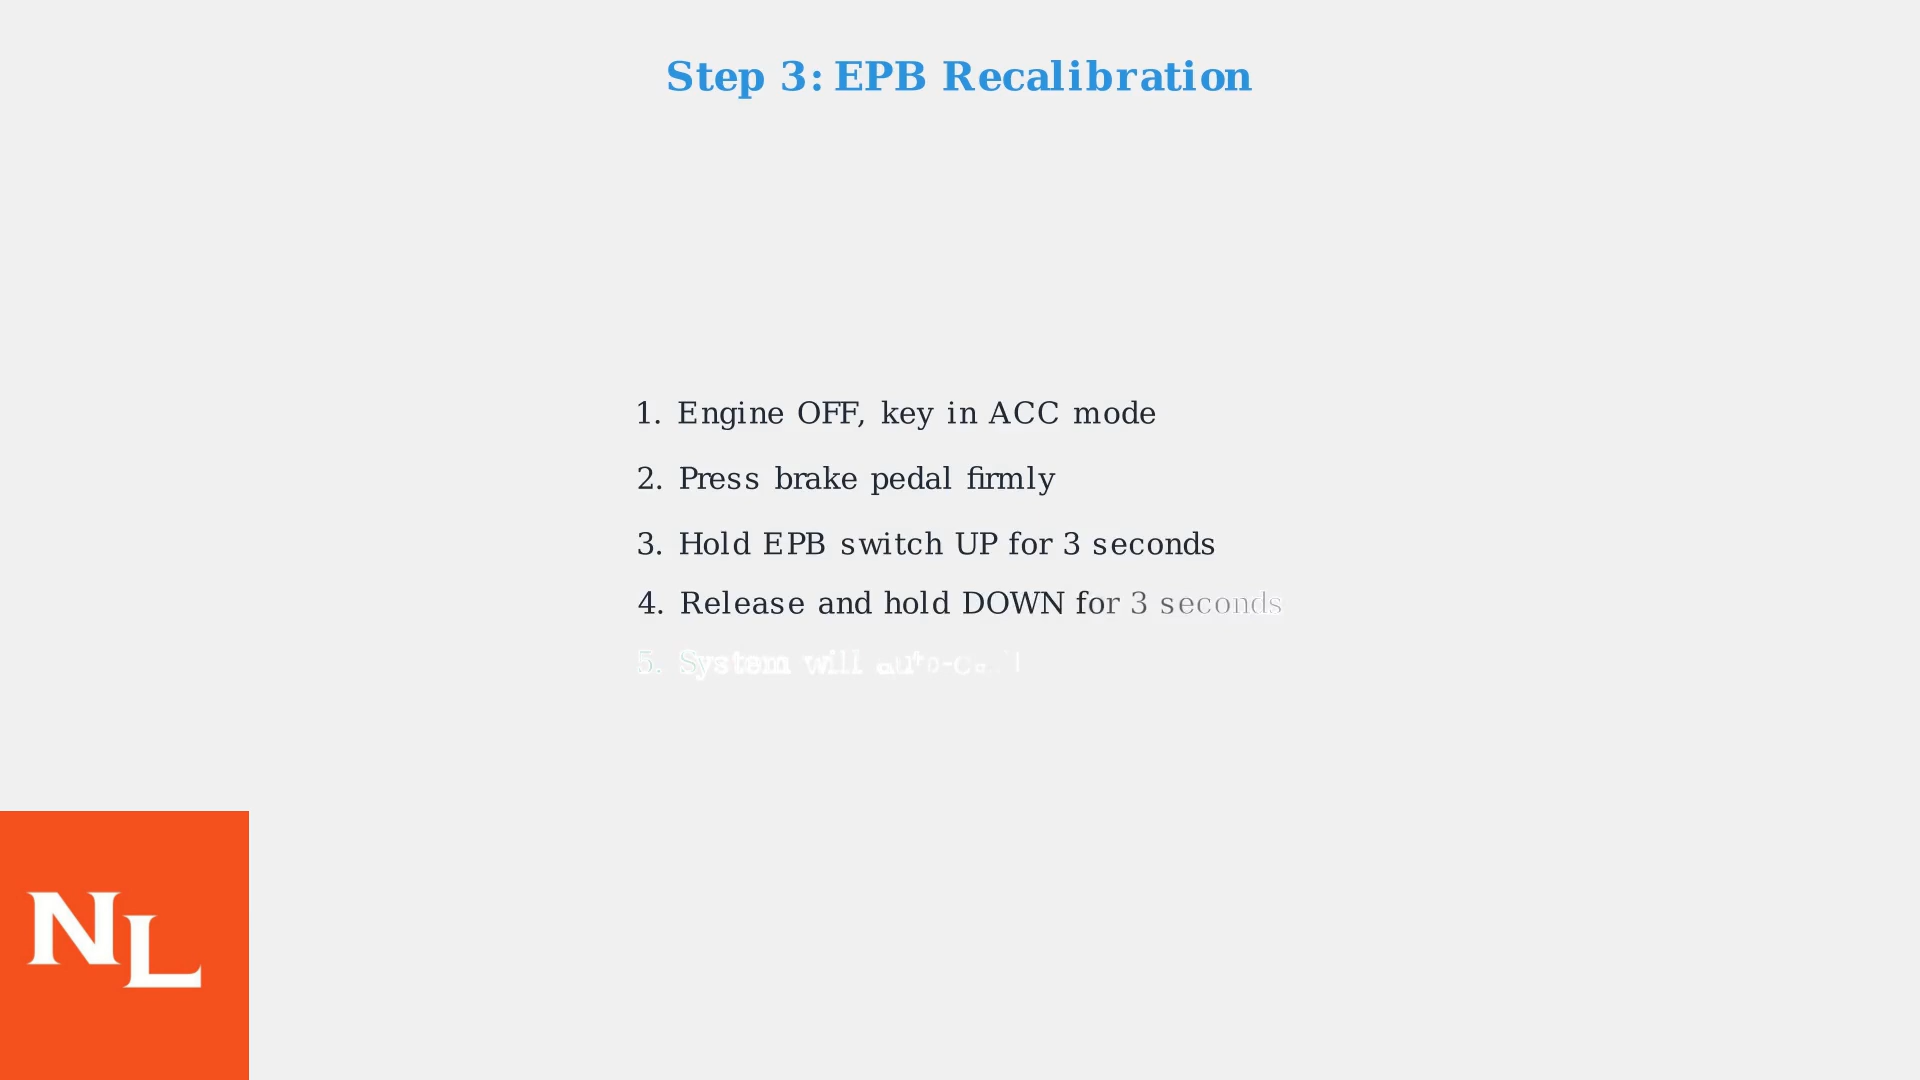 Step 3: EPB Recalibration
1. Engine OFF, key in ACC mode
2. Press brake pedal firmly
3. Hold EPB switch UP for 3 seconds
4. Release and hold DOWN for 3 seconds
5. System will
NL